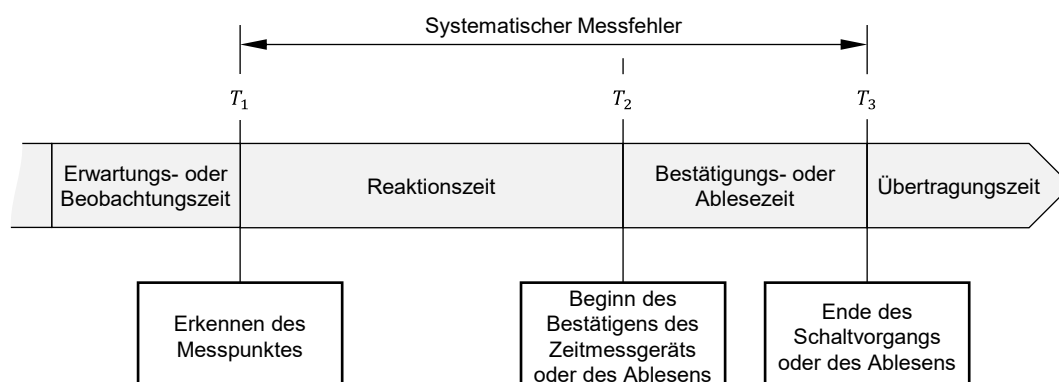 Systematischer Messfehler
T₁
T₂
T₃
Erwartungs- oder
Beobachtungszeit
Reaktionszeit
Bestätigungs- oder
Ablesezeit
Übertragungszeit
Erkennen des
Messpunktes
Beginn des
Bestätigens des
Zeitmessgeräts
oder des Ablesens
Ende des
Schaltvorgangs
oder des Ablesens